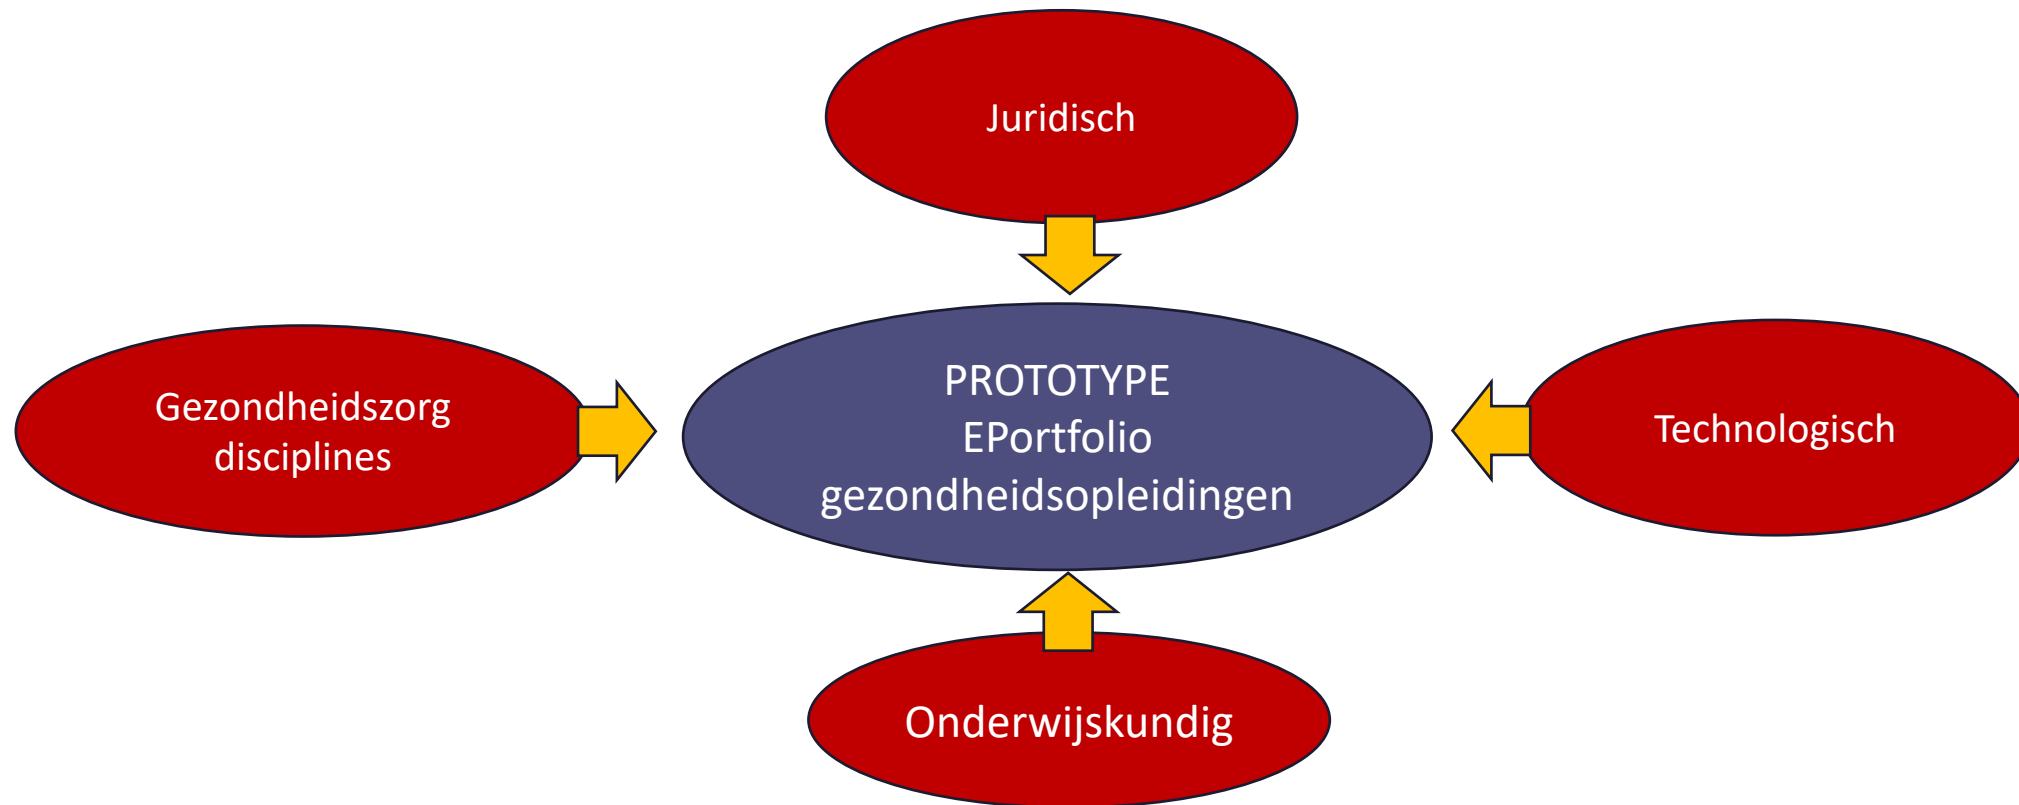 Juridisch
Gezondheidszorg
disciplines
PROTOTYPE
EPortfolio
gezondheidsopleidingen
Technologisch
Onderwijskundig